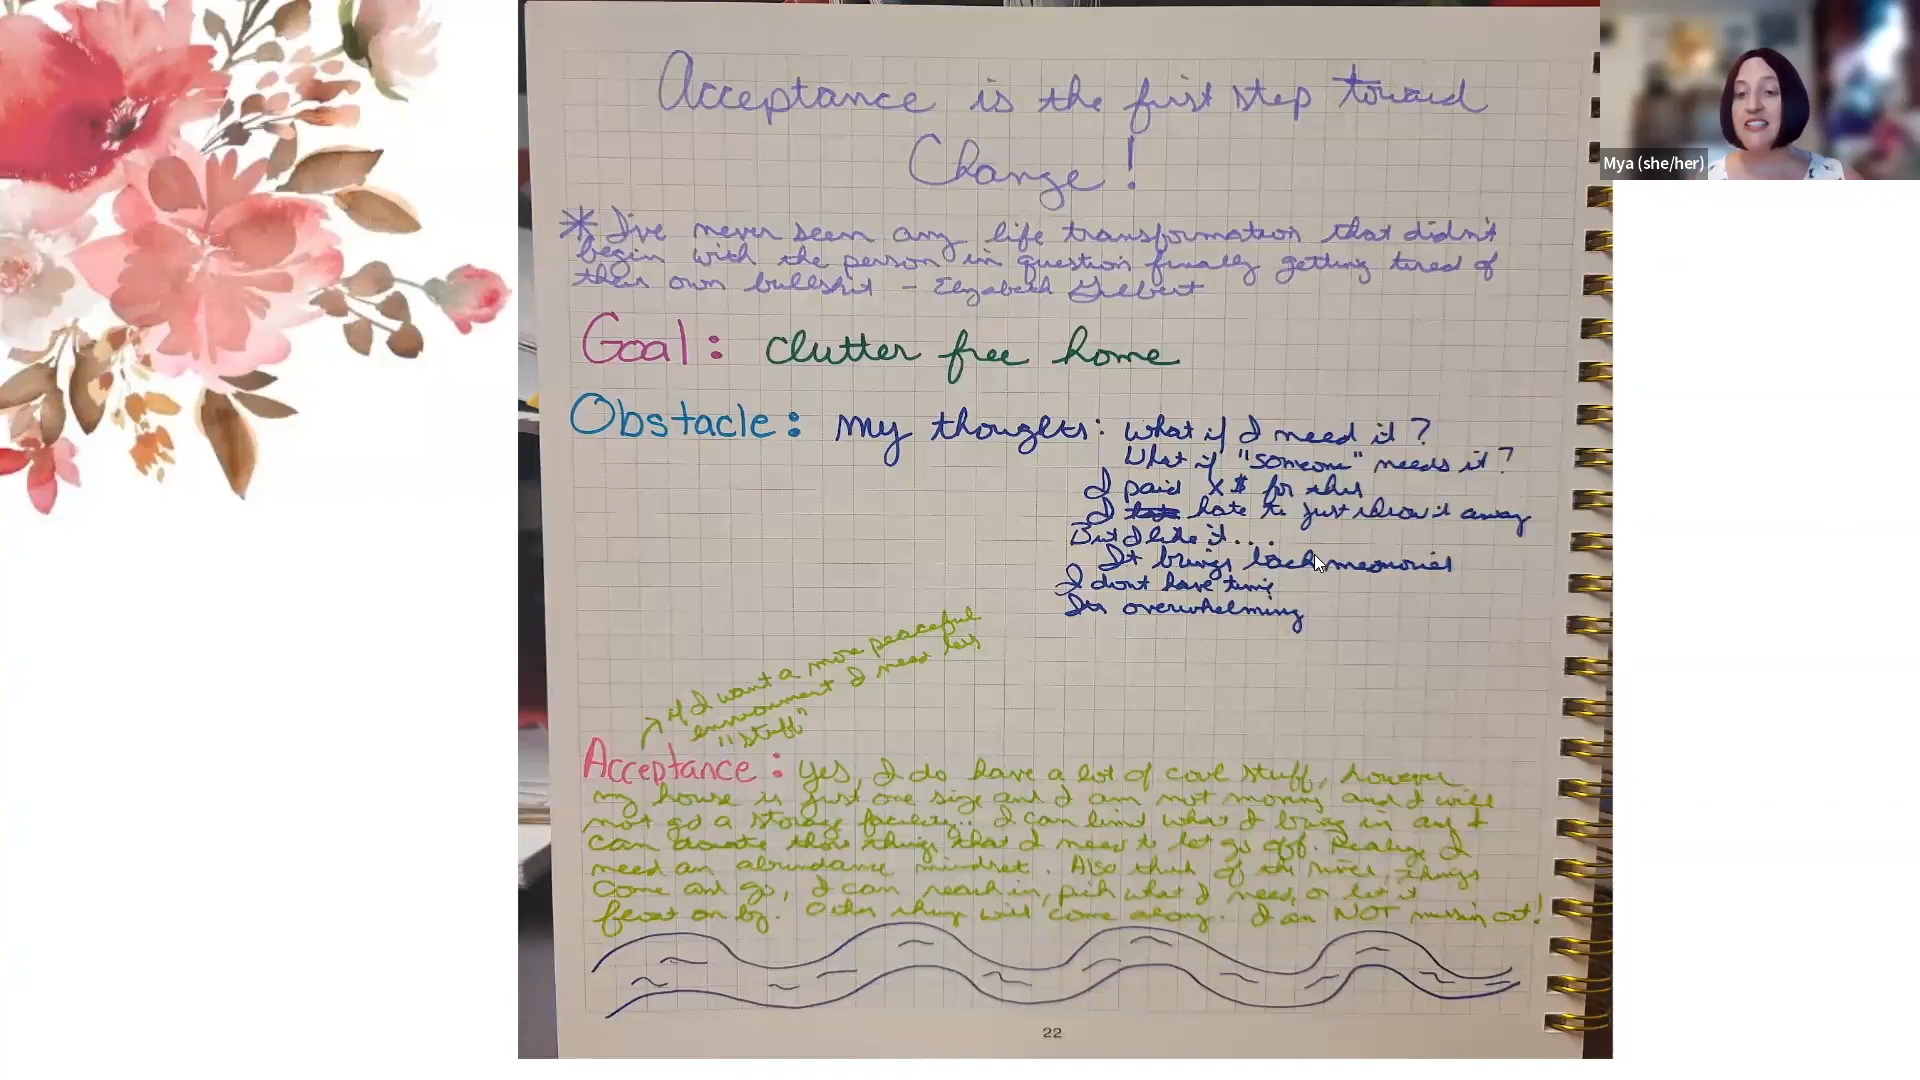 Acceptance is the first step toward
Change!
* I've never seen any life transformation that didn't
begin with the person in question finally getting tired of
their own bullshit - Elizabeth Gilbert
Goal: clutter free home
Obstacle: my thoughts: what if I need it?
What if "someone" needs it?
I paid x $ for this
I hate to just throw it away
But I like it...
It brings back memories
I dont have time
Its overwhelming
if I want a more peaceful
environment I need less
"stuff"
Acceptance: Yes, I do have a lot of cool stuff, however
my house is just one size and I am not moving and I will
not get a storage facility. I can limit what I bring in and I
can donate those things that I need to let go off. Realize I
need an abundance mindset. Also think of the river, things
come and go, I can reach in, pick what I need, or let it
float on by. Other things will come along. I am NOT missing out!
22
Mya (she/her)